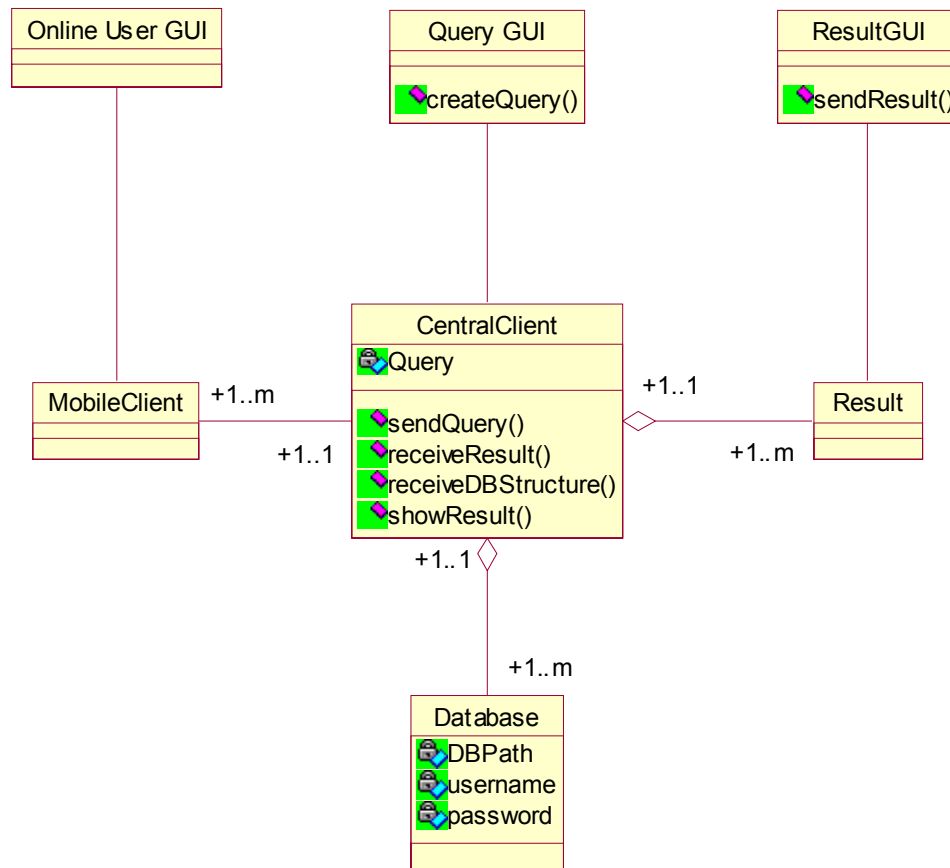 Online User GUI
Query GUI
createQuery()
ResultGUI
sendResult()
CentralClient
Query
sendQuery()
receiveResult()
receiveDBStructure()
showResult()
MobileClient
+1..m
+1..1
+1..1
+1..m
Result
+1..1
+1..m
Database
DBPath
username
password